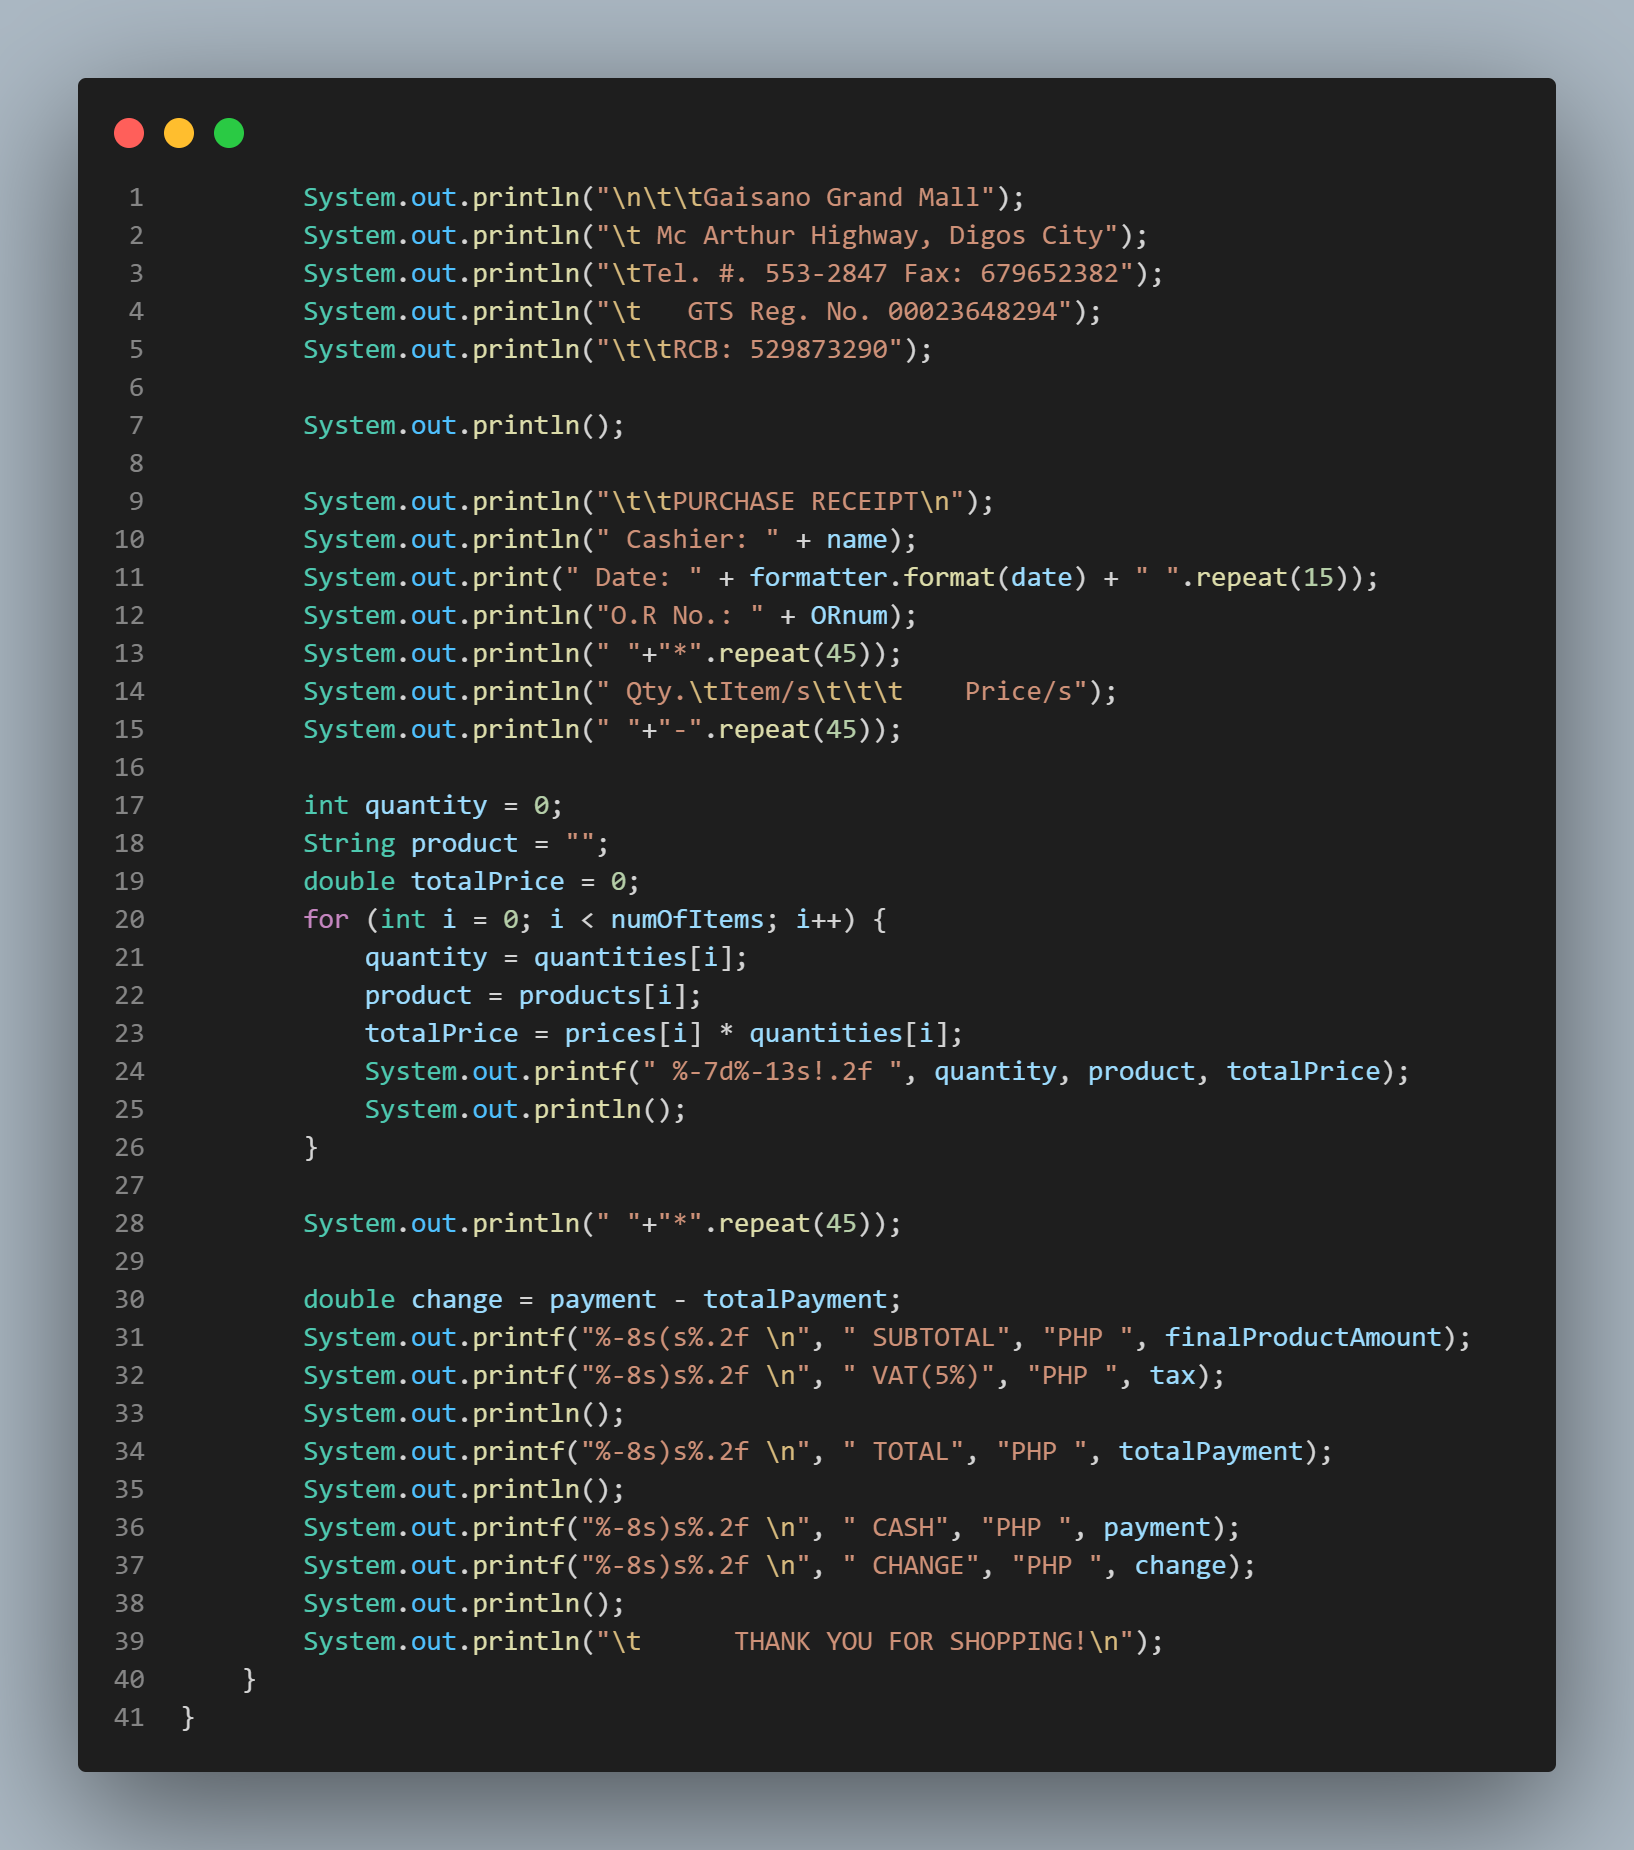 1 System.out.println("\n\t\tGaisano Grand Mall");
2 System.out.println("\t Mc Arthur Highway, Digos City");
3 System.out.println("\tTel. #. 553-2847 Fax: 679652382");
4 System.out.println("\t   GTS Reg. No. 00023648294");
5 System.out.println("\t\tRCB: 529873290");
6
7 System.out.println();
8
9 System.out.println("\t\tPURCHASE RECEIPT\n");
10 System.out.println(" Cashier: " + name);
11 System.out.print(" Date: " + formatter.format(date) + " ".repeat(15));
12 System.out.println("O.R No.: " + ORnum);
13 System.out.println(" "+"*".repeat(45));
14 System.out.println(" Qty.\tItem/s\t\t\t    Price/s");
15 System.out.println(" "+"-".repeat(45));
16
17 int quantity = 0;
18 String product = "";
19 double totalPrice = 0;
20 for (int i = 0; i < numOfItems; i++) {
21     quantity = quantities[i];
22     product = products[i];
23     totalPrice = prices[i] * quantities[i];
24     System.out.printf(" %-7d%-13s!.2f ", quantity, product, totalPrice);
25     System.out.println();
26 }
27
28 System.out.println(" "+"*".repeat(45));
29
30 double change = payment - totalPayment;
31 System.out.printf("%-8s(s%.2f \n", " SUBTOTAL", "PHP ", finalProductAmount);
32 System.out.printf("%-8s)s%.2f \n", " VAT(5%)", "PHP ", tax);
33 System.out.println();
34 System.out.printf("%-8s)s%.2f \n", " TOTAL", "PHP ", totalPayment);
35 System.out.println();
36 System.out.printf("%-8s)s%.2f \n", " CASH", "PHP ", payment);
37 System.out.printf("%-8s)s%.2f \n", " CHANGE", "PHP ", change);
38 System.out.println();
39 System.out.println("\t      THANK YOU FOR SHOPPING!\n");
40 }
41 }